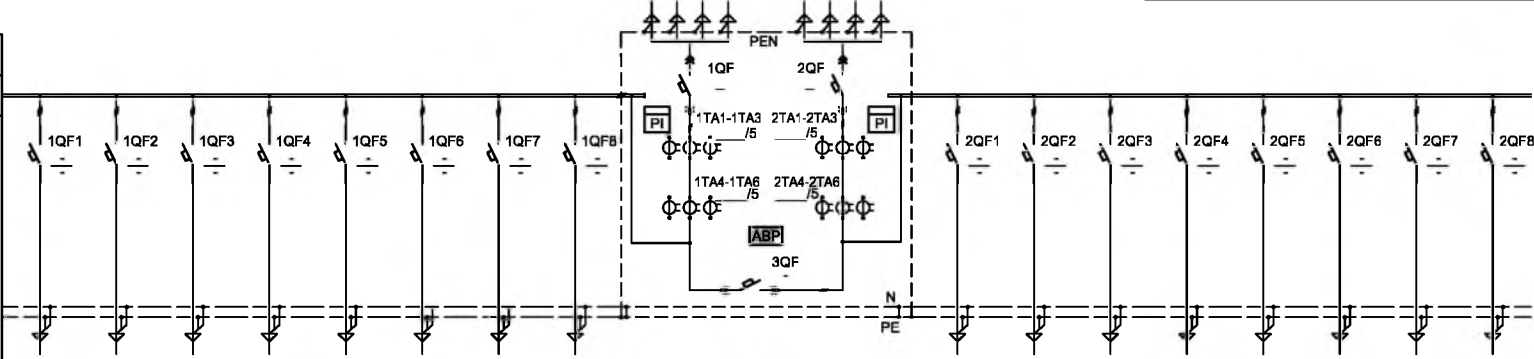 PEN
1QF 2QF
PI 1TA1-1TA3 2TA1-2TA3 PI
/5 /5
1QF1 1QF2 1QF3 1QF4 1QF5 1QF6 1QF7 1QF8 2QF1 2QF2 2QF3 2QF4 2QF5 2QF6 2QF7 2QF8
1TA4-1TA6 2TA4-2TA6
/5 /5
АВР
3QF
N
PE